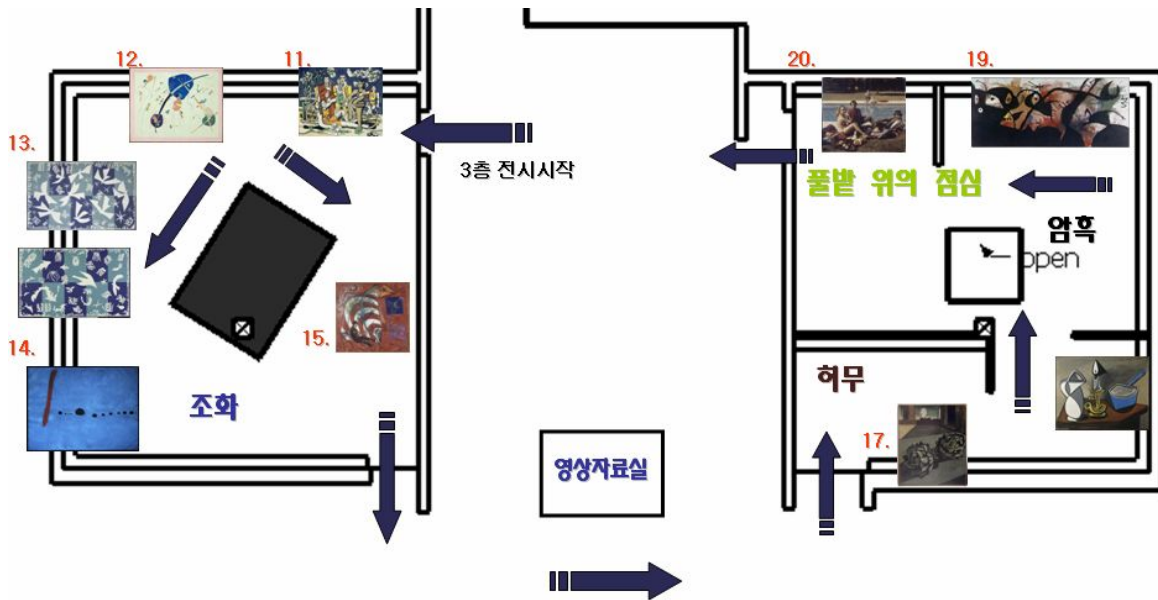 12.
11.
20.
19.
13.
3층 전시시작
풀밭 위의 점심
암흑
open
15.
14.
조화
허무
17.
영상자료실